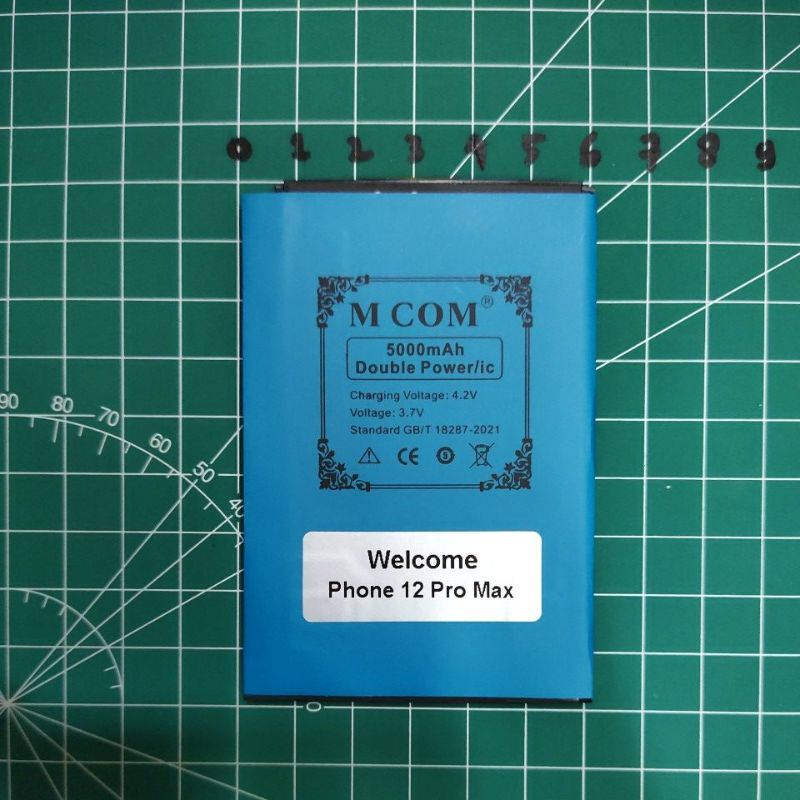 0 1 2 3 4 5 6 7 8 9
M COM®
5000mAh
Double Power/ic
Charging Voltage: 4.2V
Voltage: 3.7V
Standard GB/T 18287-2021
CE 5
90 80 70 60 50 40
Welcome
Phone 12 Pro Max
0